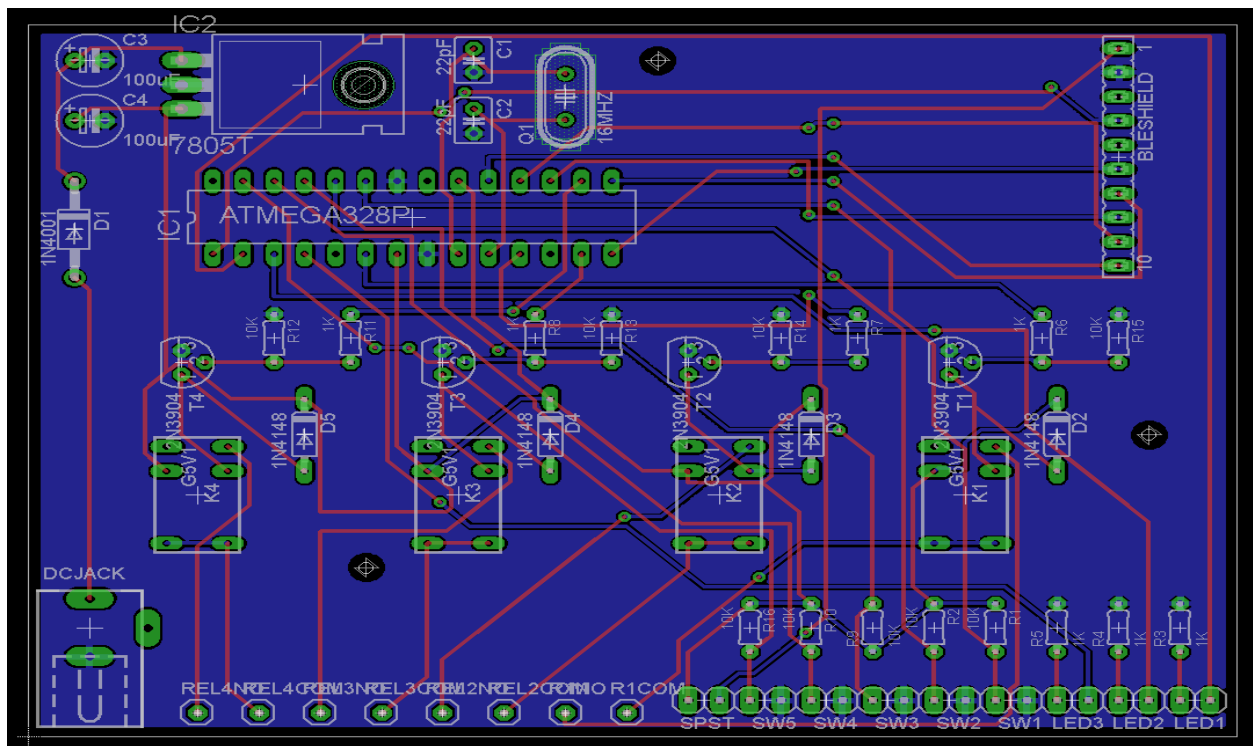 IC2
C3
100uF
C4
100uF
7805T
22pF
C1
22pF
C2
Q1
16MHZ
1
BLESHIELD
10
IC1
ATMEGA328P
1N4001
D1
10K
R12
1K
R11
1K
R8
10K
R13
10K
R14
1K
R7
1K
R6
10K
R15
2N3904
T4
2N3904
T3
2N3904
T2
2N3904
T1
1N4148
D5
1N4148
D4
1N4148
D3
1N4148
D2
G5V1
K4
G5V1
K3
G5V1
K2
G5V1
K1
DCJACK
10K
R16
10K
R10
10K
R9
10K
R2
10K
R1
R5
1K
R4
1K
R3
1K
REL4NO
R1COM
SPST
SW5
SW4
SW3
SW2
SW1
LED3
LED2
LED1